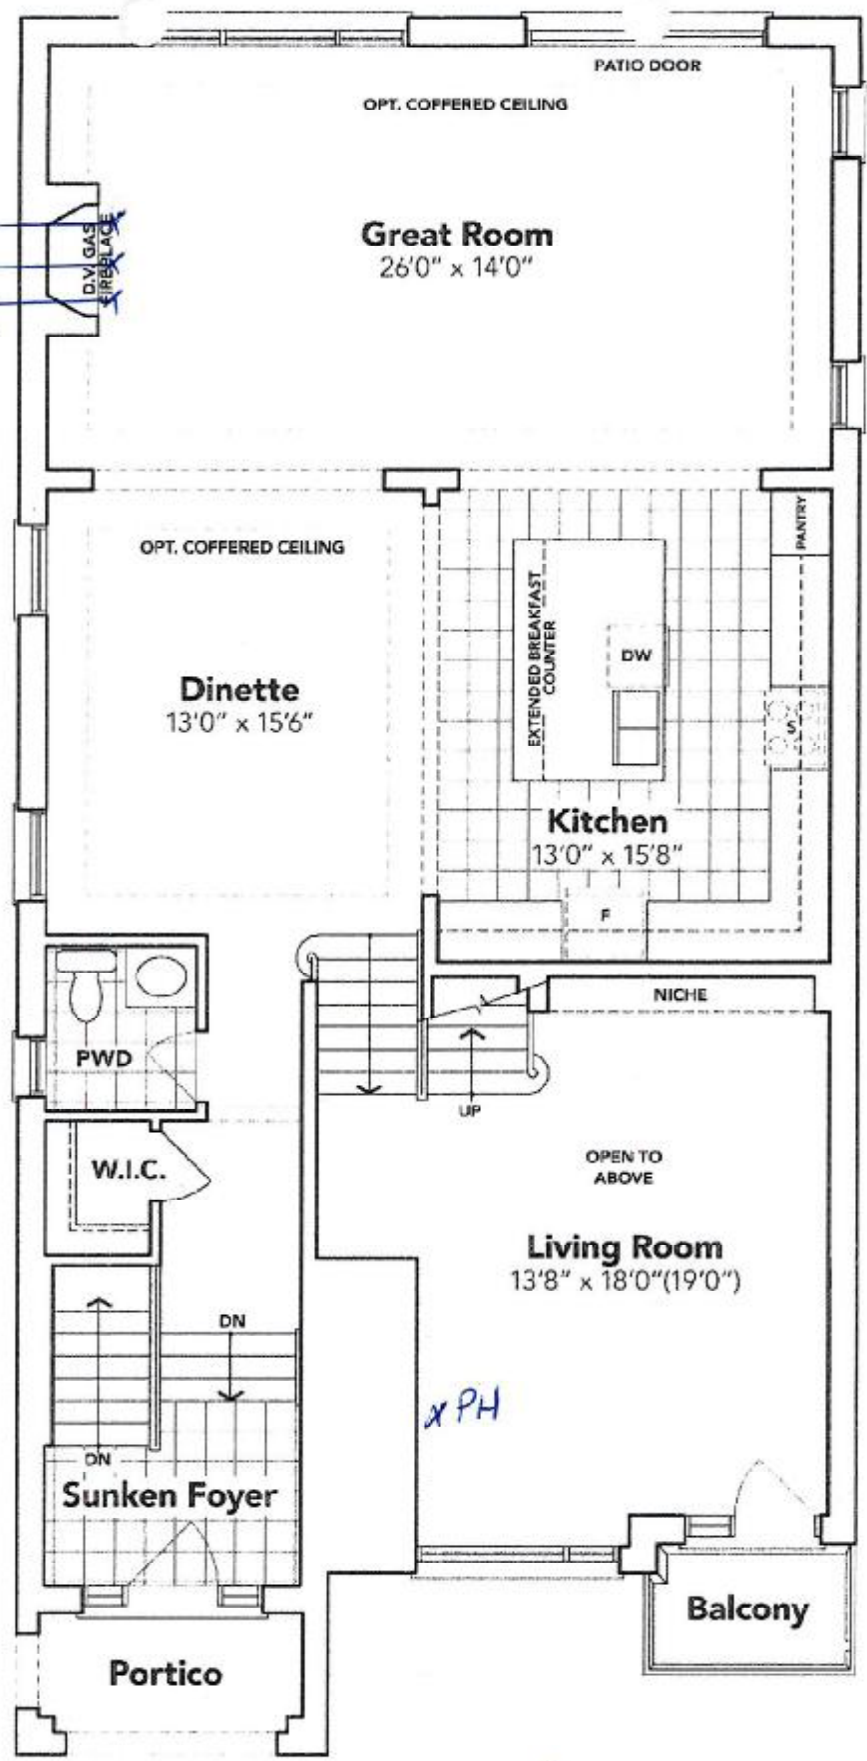 PATIO DOOR
OPT. COFFERED CEILING
D.V. GAS
FIREPLACE
Great Room
26'0" x 14'0"
OPT. COFFERED CEILING
PANTRY
EXTENDED BREAKFAST
COUNTER
DW
Dinette
13'0" x 15'6"
S
Kitchen
13'0" x 15'8"
F
NICHE
PWD
UP
W.I.C.
OPEN TO
ABOVE
Living Room
13'8" x 18'0"(19'0")
DN
x PH
DN
Sunken Foyer
Balcony
Portico